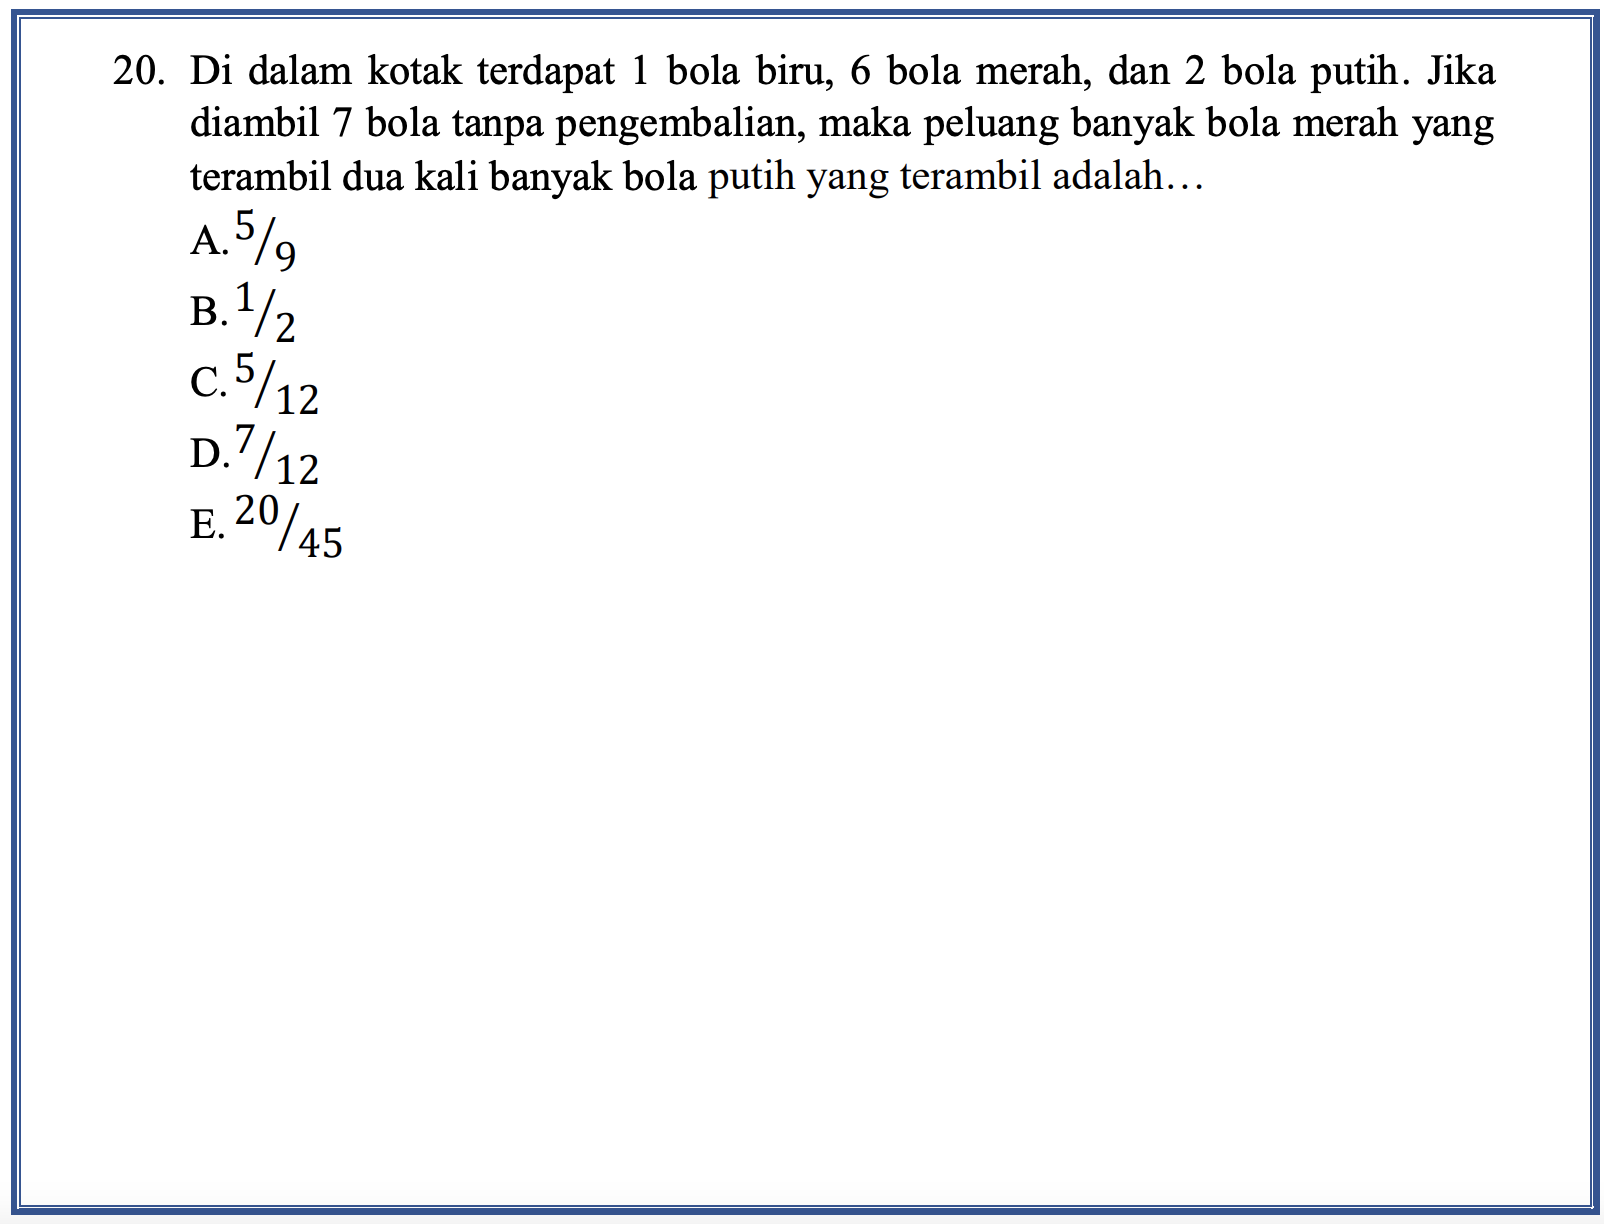 20. Di dalam kotak terdapat 1 bola biru, 6 bola merah, dan 2 bola putih. Jika
diambil 7 bola tanpa pengembalian, maka peluang banyak bola merah yang
terambil dua kali banyak bola putih yang terambil adalah…
A. 5/9
B. 1/2
C. 5/12
D. 7/12
E. 20/45